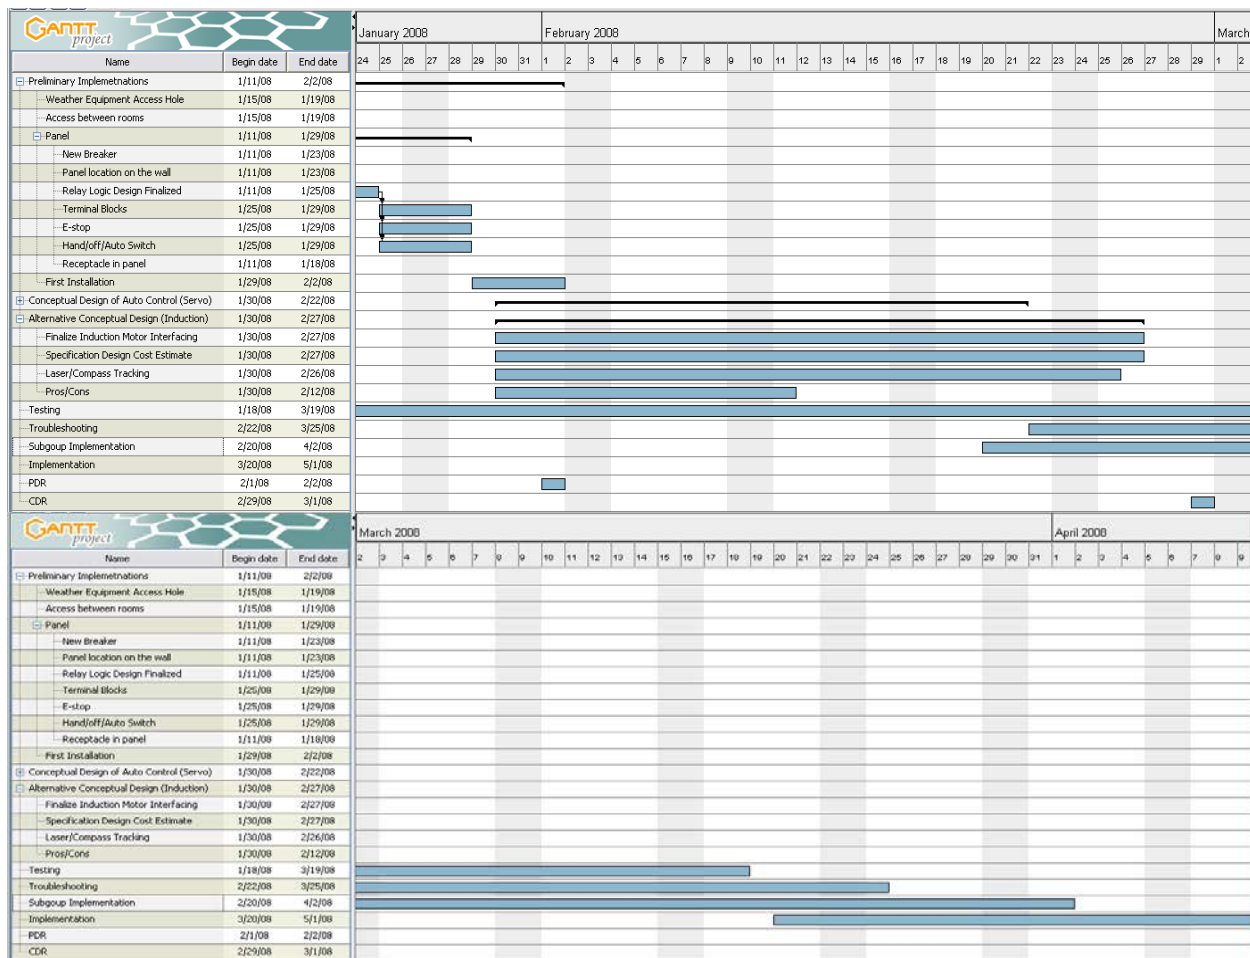 GANTT project
January 2008 February 2008 March
Name Begin date End date 24 25 26 27 28 29 30 31 1 2 3 4 5 6 7 8 9 10 11 12 13 14 15 16 17 18 19 20 21 22 23 24 25 26 27 28 29 1 2
Preliminary Implemetnations 1/11/08 2/2/08
Weather Equipment Access Hole 1/15/08 1/19/08
Access between rooms 1/15/08 1/19/08
Panel 1/11/08 1/29/08
New Breaker 1/11/08 1/23/08
Panel location on the wall 1/11/08 1/23/08
Relay Logic Design Finalized 1/11/08 1/25/08
Terminal Blocks 1/25/08 1/29/08
E-stop 1/25/08 1/29/08
Hand/off/Auto Switch 1/25/08 1/29/08
Receptacle in panel 1/11/08 1/18/08
First Installation 1/29/08 2/2/08
Conceptual Design of Auto Control (Servo) 1/30/08 2/22/08
Alternative Conceptual Design (Induction) 1/30/08 2/27/08
Finalize Induction Motor Interfacing 1/30/08 2/27/08
Specification Design Cost Estimate 1/30/08 2/27/08
Laser/Compass Tracking 1/30/08 2/26/08
Pros/Cons 1/30/08 2/12/08
Testing 1/18/08 3/19/08
Troubleshooting 2/22/08 3/25/08
Subgoup Implementation 2/20/08 4/2/08
Implementation 3/20/08 5/1/08
PDR 2/1/08 2/2/08
CDR 2/29/08 3/1/08
GANTT project
March 2008 April 2008
Name Begin date End date 2 3 4 5 6 7 8 9 10 11 12 13 14 15 16 17 18 19 20 21 22 23 24 25 26 27 28 29 30 31 1 2 3 4 5 6 7 8 9
Preliminary Implemetnations 1/11/08 2/2/08
Weather Equipment Access Hole 1/15/08 1/19/08
Access between rooms 1/15/08 1/19/08
Panel 1/11/08 1/29/08
New Breaker 1/11/08 1/23/08
Panel location on the wall 1/11/08 1/23/08
Relay Logic Design Finalized 1/11/08 1/25/08
Terminal Blocks 1/25/08 1/29/08
E-stop 1/25/08 1/29/08
Hand/off/Auto Switch 1/25/08 1/29/08
Receptacle in panel 1/11/08 1/18/08
First Installation 1/29/08 2/2/08
Conceptual Design of Auto Control (Servo) 1/30/08 2/22/08
Alternative Conceptual Design (Induction) 1/30/08 2/27/08
Finalize Induction Motor Interfacing 1/30/08 2/27/08
Specification Design Cost Estimate 1/30/08 2/27/08
Laser/Compass Tracking 1/30/08 2/26/08
Pros/Cons 1/30/08 2/12/08
Testing 1/18/08 3/19/08
Troubleshooting 2/22/08 3/25/08
Subgoup Implementation 2/20/08 4/2/08
Implementation 3/20/08 5/1/08
PDR 2/1/08 2/2/08
CDR 2/29/08 3/1/08